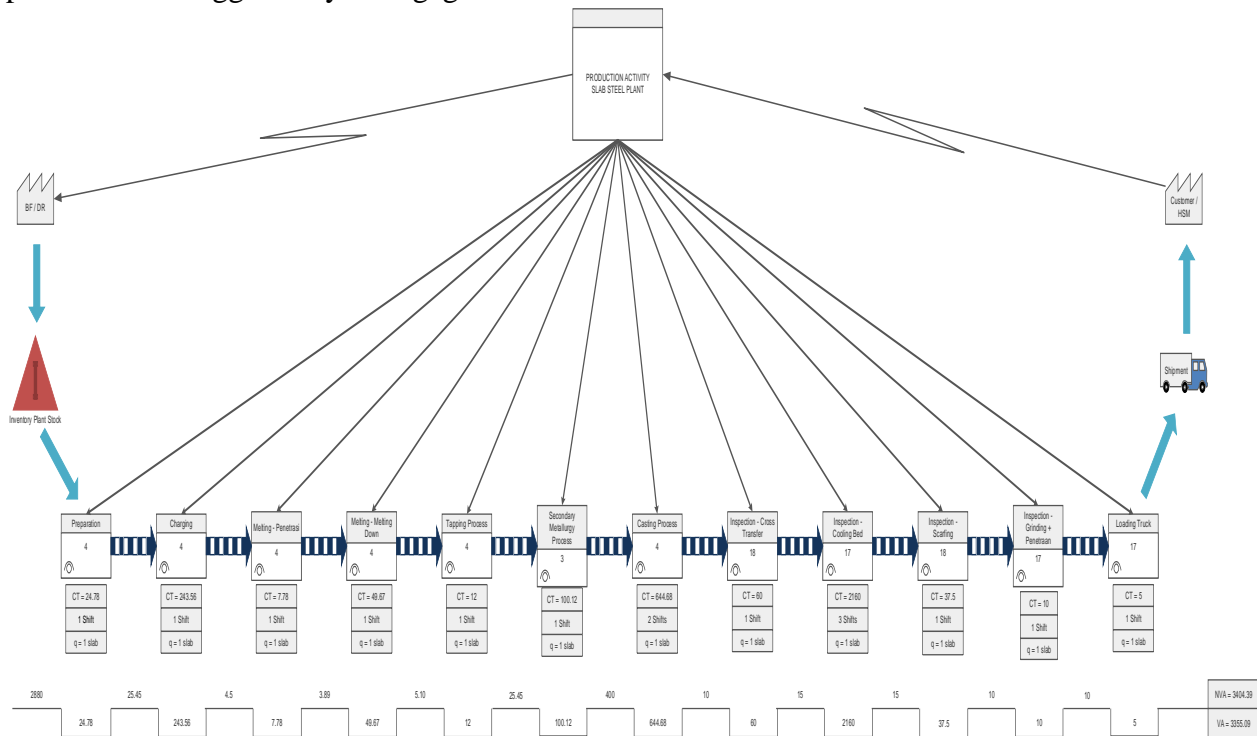 PRODUCTION ACTIVITY
SLAB STEEL PLANT
BF / DR
Customer /
HSM
Inventory Plant Stock
Shipment
Preparation
4
CT = 24.78
1 Shift
q = 1 slab
Charging
4
CT = 243.56
1 Shift
q = 1 slab
Melting - Penetrasi
4
CT = 7.78
1 Shift
q = 1 slab
Melting - Melting
Down
4
CT = 49.67
1 Shift
q = 1 slab
Tapping Process
4
CT = 12
1 Shift
q = 1 slab
Secondary
Metallurgy
Process
3
CT = 100.12
1 Shift
q = 1 slab
Casting Process
4
CT = 644.68
2 Shifts
q = 1 slab
Inspection - Cross
Transfer
18
CT = 60
1 Shift
q = 1 slab
Inspection -
Cooling Bed
17
CT = 2160
3 Shifts
q = 1 slab
Inspection -
Scarfing
18
CT = 37.5
1 Shift
q = 1 slab
Inspection -
Grinding +
Penetraan
17
CT = 10
1 Shift
q = 1 slab
Loading Truck
17
CT = 5
1 Shift
q = 1 slab
2880 25.45 4.5 3.89 5.10 25.45 400 10 15 15 10 10 NVA = 3404.39
24.78 243.56 7.78 49.67 12 100.12 644.68 60 2160 37.5 10 5 VA = 3355.09